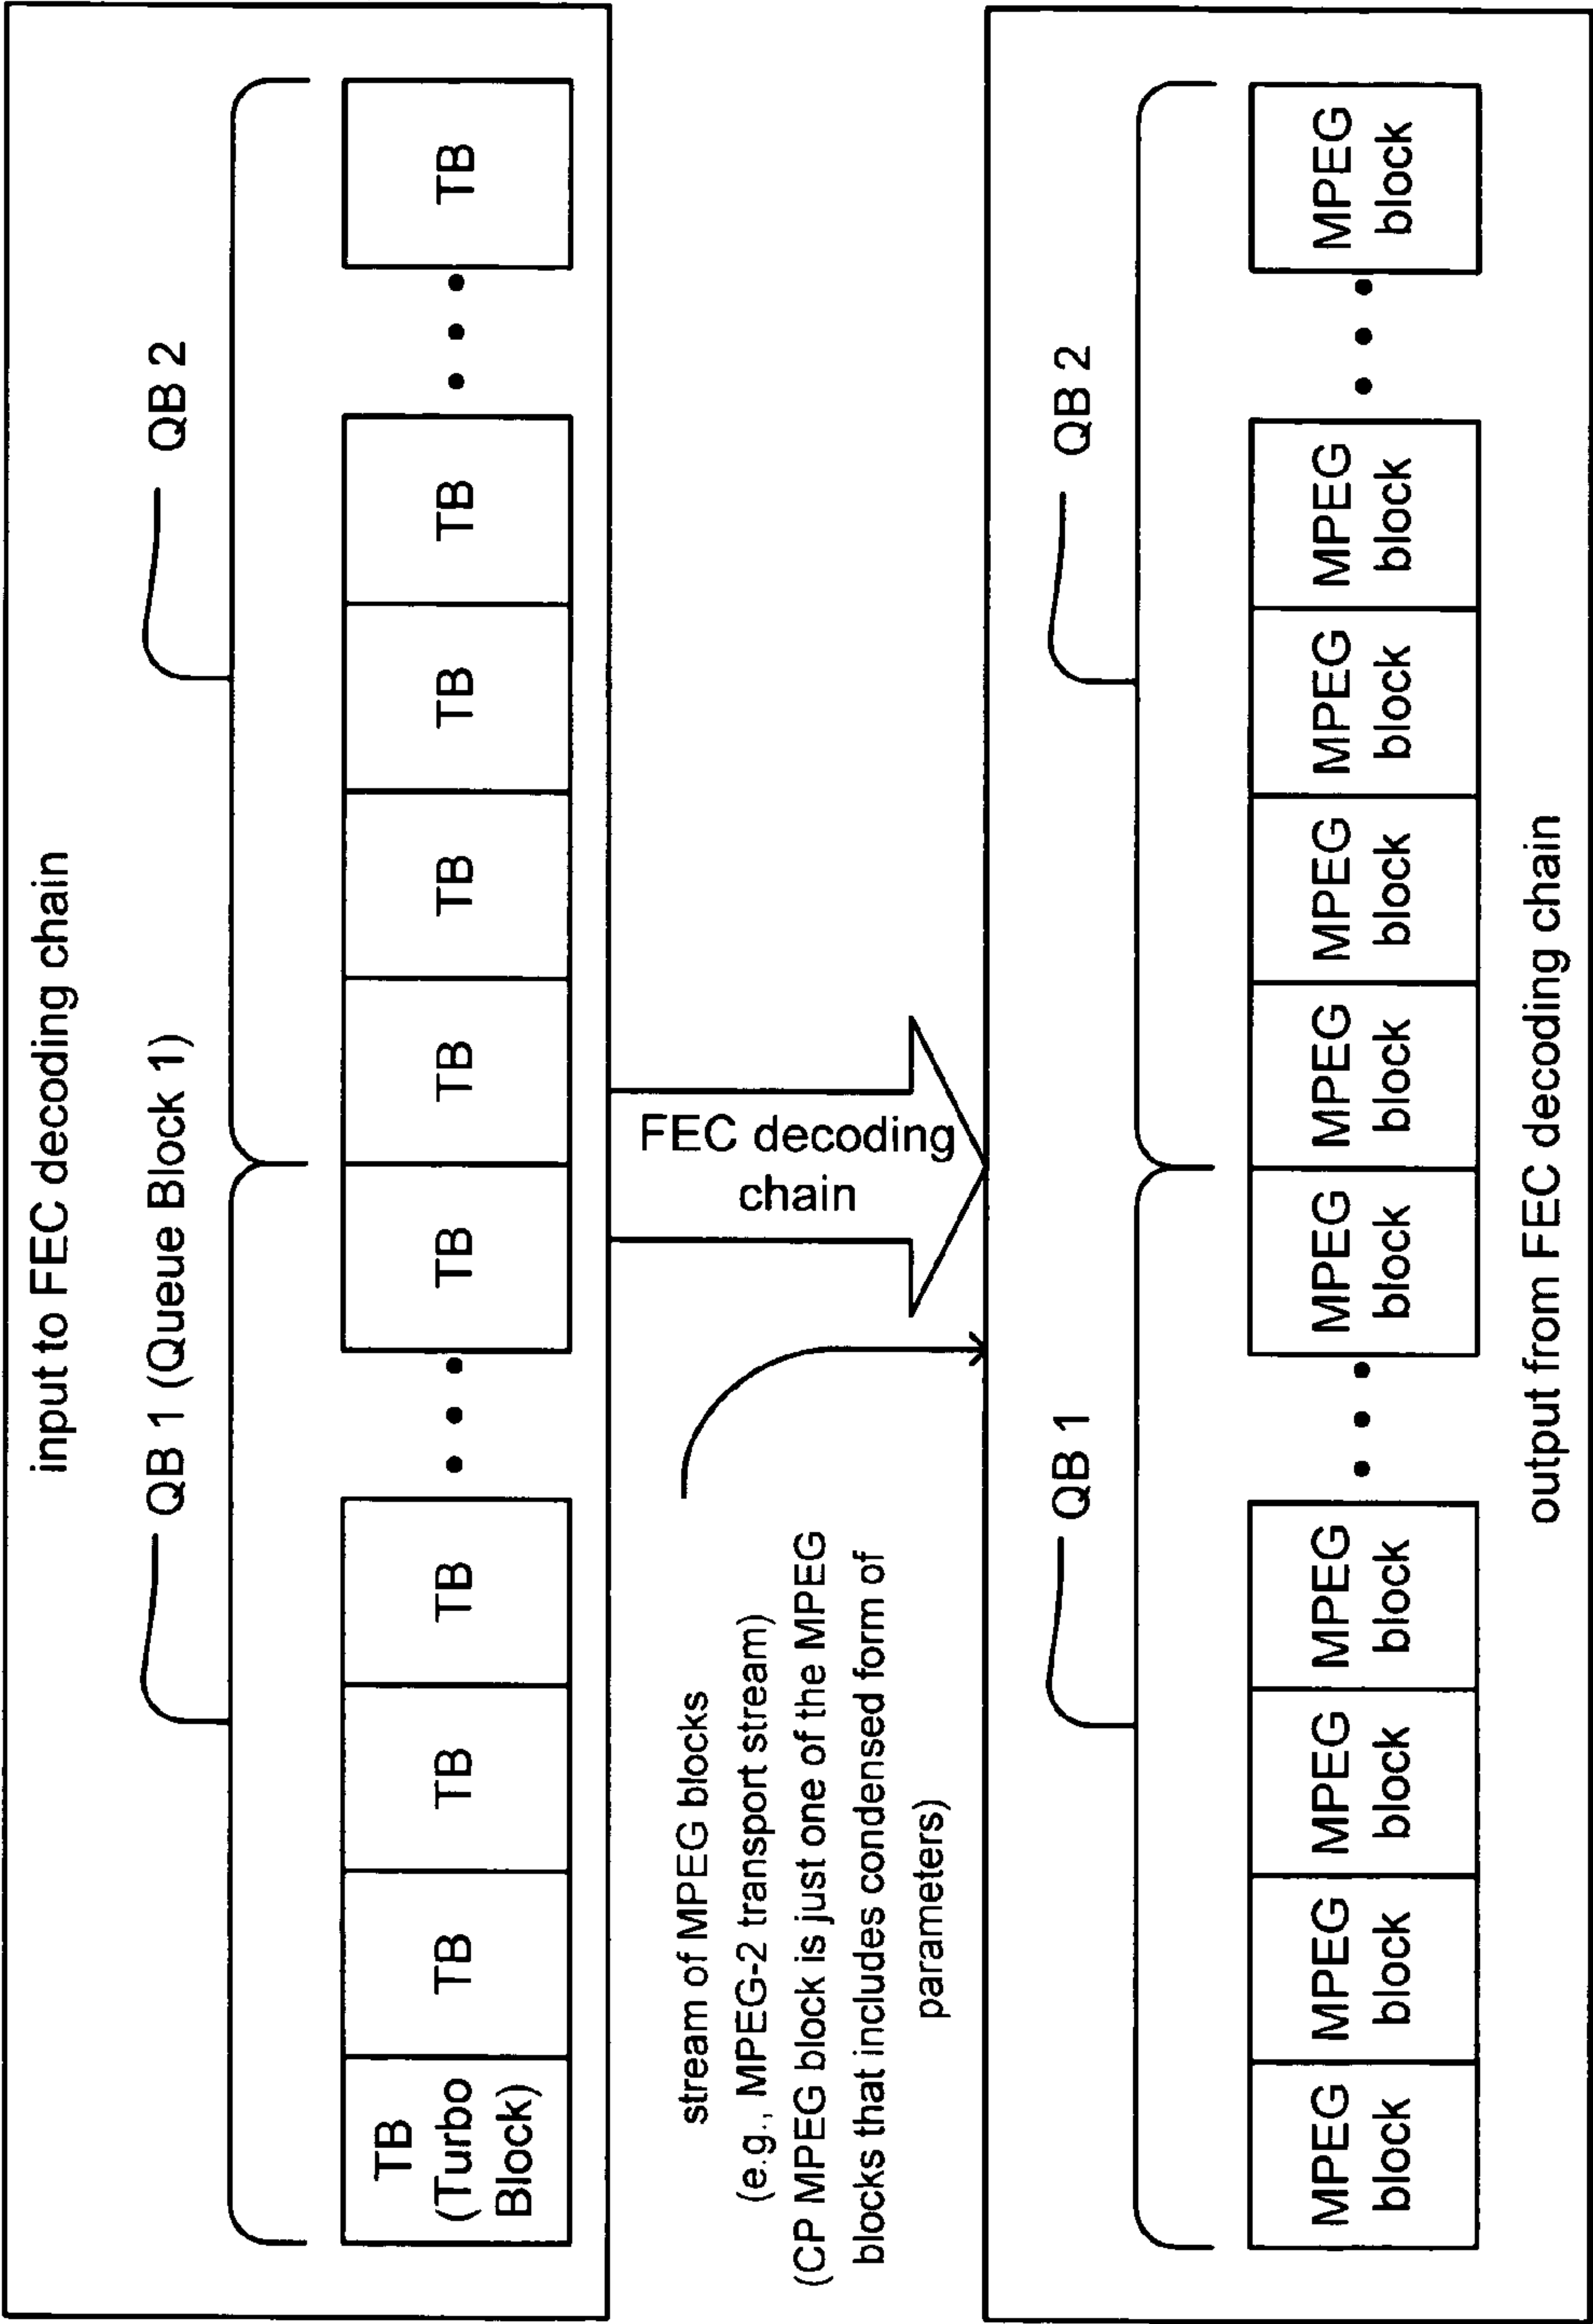 input to FEC decoding chain
QB 1 (Queue Block 1)
QB 2
TB
(Turbo
Block)
TB
TB
TB
• • •
TB
TB
TB
TB
TB
• • •
TB
stream of MPEG blocks
(e.g., MPEG-2 transport stream)
(CP MPEG block is just one of the MPEG
blocks that includes condensed form of
parameters)
FEC decoding
chain
QB 1
QB 2
MPEG
block
MPEG
block
MPEG
block
MPEG
block
• • •
MPEG
block
MPEG
block
MPEG
block
MPEG
block
MPEG
block
• • •
MPEG
block
output from FEC decoding chain